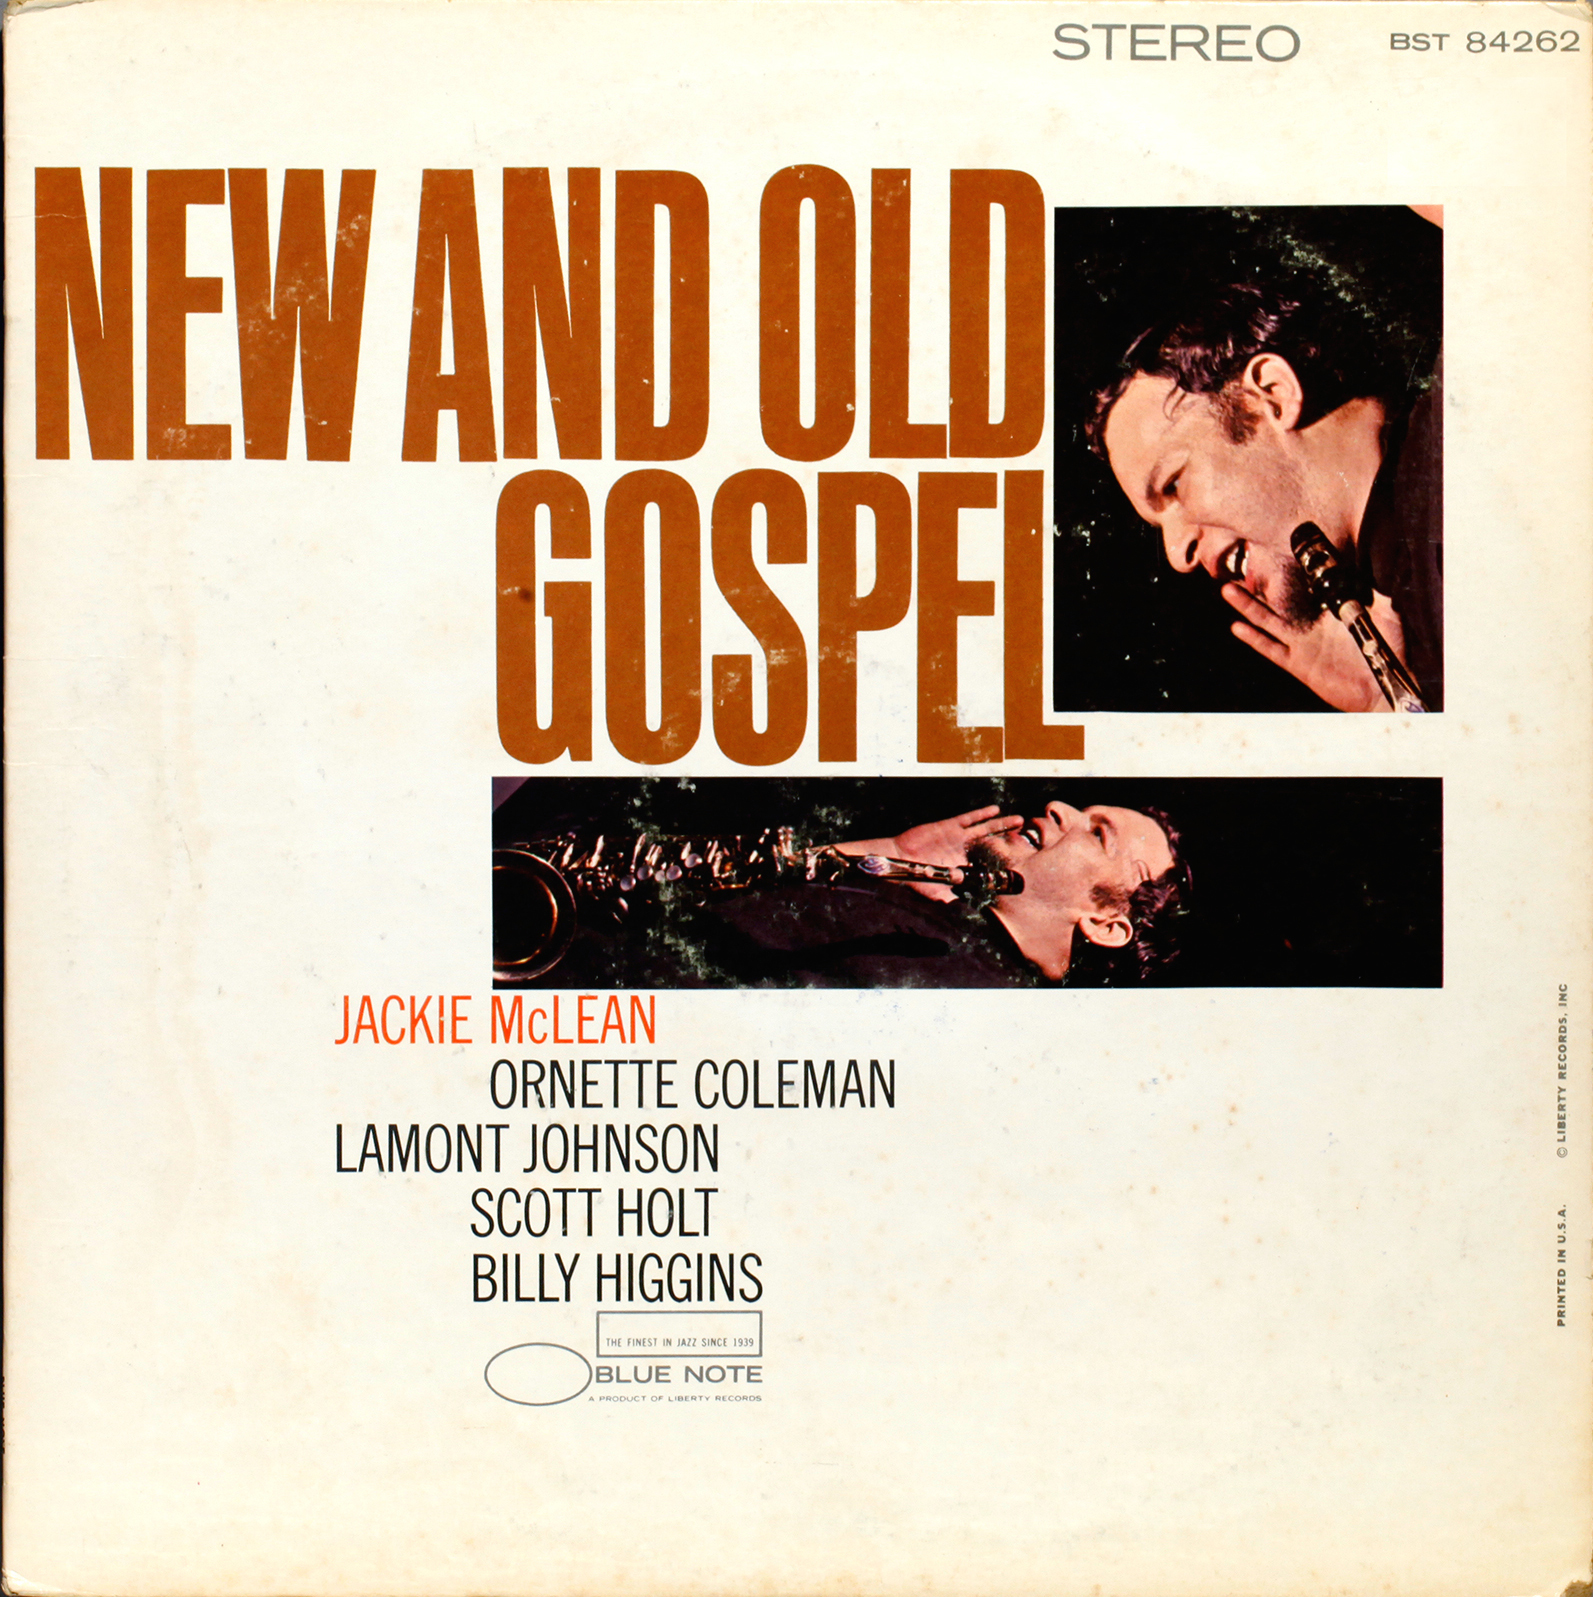 STEREO BST 84262
NEW AND OLD
GOSPEL
JACKIE McLEAN
ORNETTE COLEMAN
LAMONT JOHNSON
SCOTT HOLT
BILLY HIGGINS
THE FINEST IN JAZZ SINCE 1939
BLUE NOTE
A PRODUCT OF LIBERTY RECORDS
PRINTED IN U.S.A. © LIBERTY RECORDS, INC